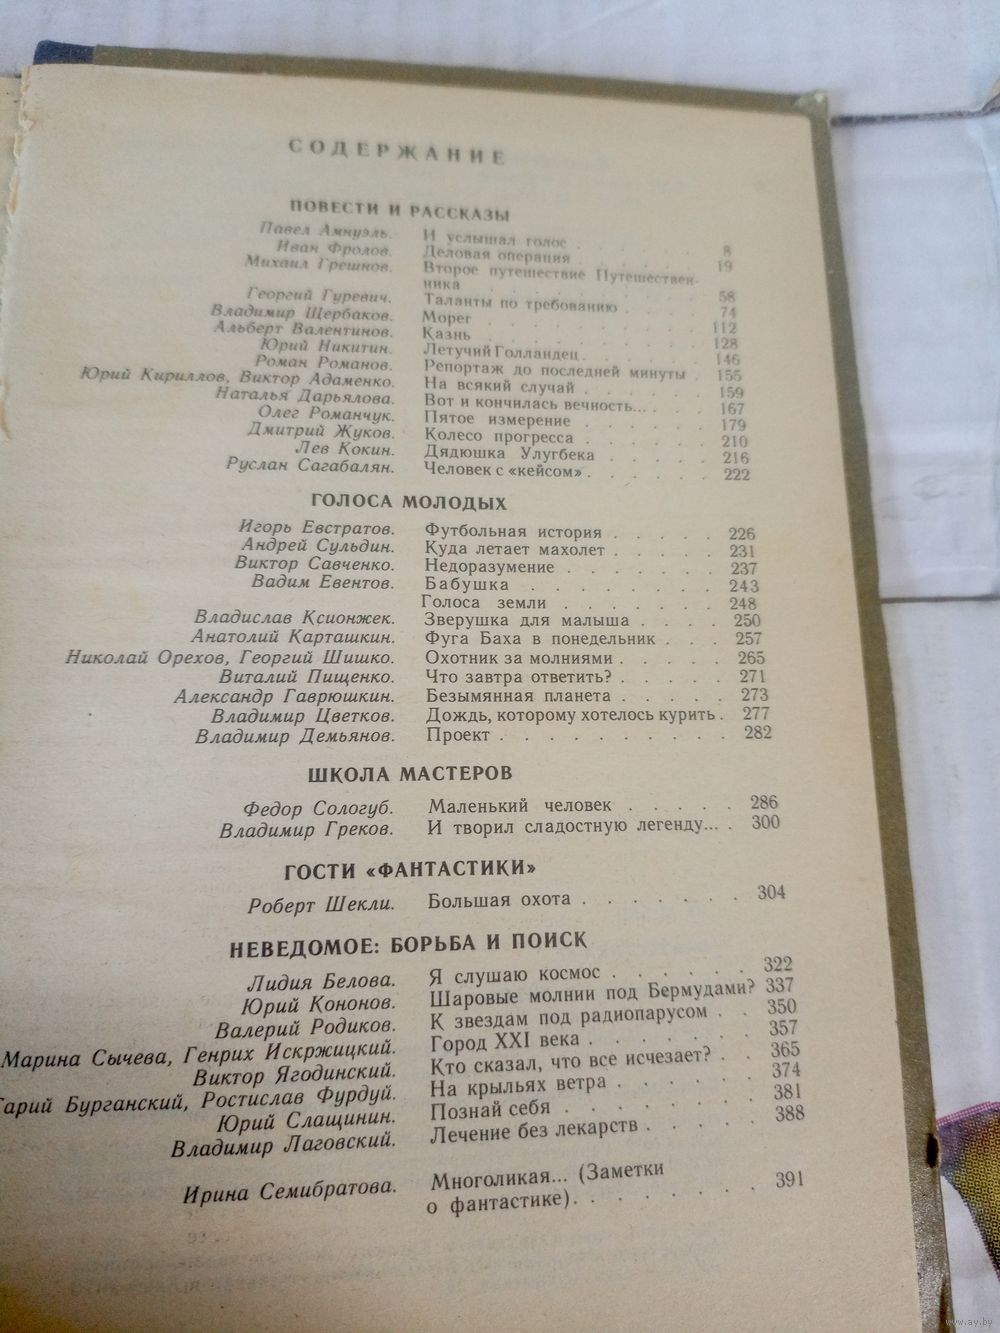 СОДЕРЖАНИЕ
ПОВЕСТИ И РАССКАЗЫ
Павел Амнуэль. И услышал голос . . . . . . 8
Иван Фролов. Деловая операция . . . . . . 19
Михаил Грешнов. Второе путешествие Путешествен-
ника . . . . . . . . . . 58
Георгий Гуревич. Таланты по требованию . . . . 74
Владимир Щербаков. Морег . . . . . . . . . 112
Альберт Валентинов. Казнь . . . . . . . . . 128
Юрий Никитин. Летучий Голландец . . . . . . 146
Роман Романов. Репортаж до последней минуты . 155
Юрий Кириллов, Виктор Адаменко. На всякий случай . . . . . . 159
Наталья Дарьялова. Вот и кончилась вечность... . . . 167
Олег Романчук. Пятое измерение . . . . . . 179
Дмитрий Жуков. Колесо прогресса . . . . . . 210
Лев Кокин. Дядюшка Улугбека . . . . . 216
Руслан Сагабалян. Человек с «кейсом» . . . . . 222
ГОЛОСА МОЛОДЫХ
Игорь Евстратов. Футбольная история . . . . . 226
Андрей Сульдин. Куда летает махолет . . . . . 231
Виктор Савченко. Недоразумение . . . . . . . 237
Вадим Евентов. Бабушка . . . . . . . . 243
Голоса земли . . . . . . . 248
Владислав Ксионжек. Зверушка для малыша . . . . 250
Анатолий Карташкин. Фуга Баха в понедельник . . . 257
Николай Орехов, Георгий Шишко. Охотник за молниями . . . . . 265
Виталий Пищенко. Что завтра ответить? . . . . . 271
Александр Гаврюшкин. Безымянная планета . . . . . 273
Владимир Цветков. Дождь, которому хотелось курить . 277
Владимир Демьянов. Проект . . . . . . . . . . 282
ШКОЛА МАСТЕРОВ
Федор Сологуб. Маленький человек . . . . . 286
Владимир Греков. И творил сладостную легенду... . 300
ГОСТИ «ФАНТАСТИКИ»
Роберт Шекли. Большая охота . . . . . . . 304
НЕВЕДОМОЕ: БОРЬБА И ПОИСК
Лидия Белова. Я слушаю космос . . . . . . 322
Юрий Кононов. Шаровые молнии под Бермудами? 337
Валерий Родиков. К звездам под радиопарусом . . 350
Марина Сычева, Генрих Искржицкий. Город XXI века . . . . . . . 357
Виктор Ягодинский. Кто сказал, что все исчезает? . . 365
Гарий Бурганский, Ростислав Фурдуй. На крыльях ветра . . . . . . 374
Юрий Слащинин. Познай себя . . . . . . . . 381
Владимир Лаговский. Лечение без лекарств . . . . . 388
Ирина Семибратова. Многоликая... (Заметки
о фантастике). . . . . . . . 391
www.ay.by